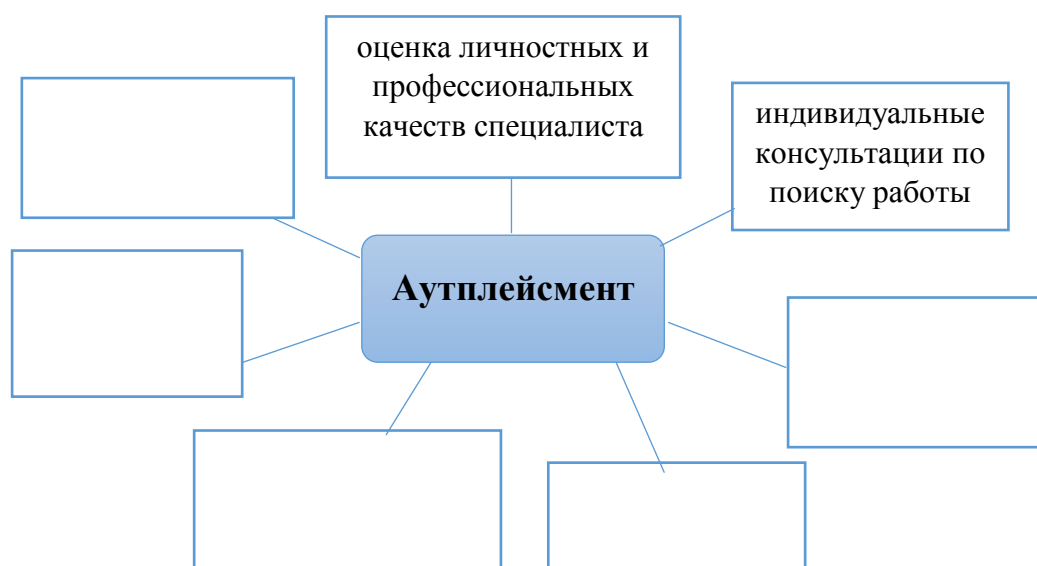 оценка личностных и
профессиональных
качеств специалиста
индивидуальные
консультации по
поиску работы
Аутплейсмент